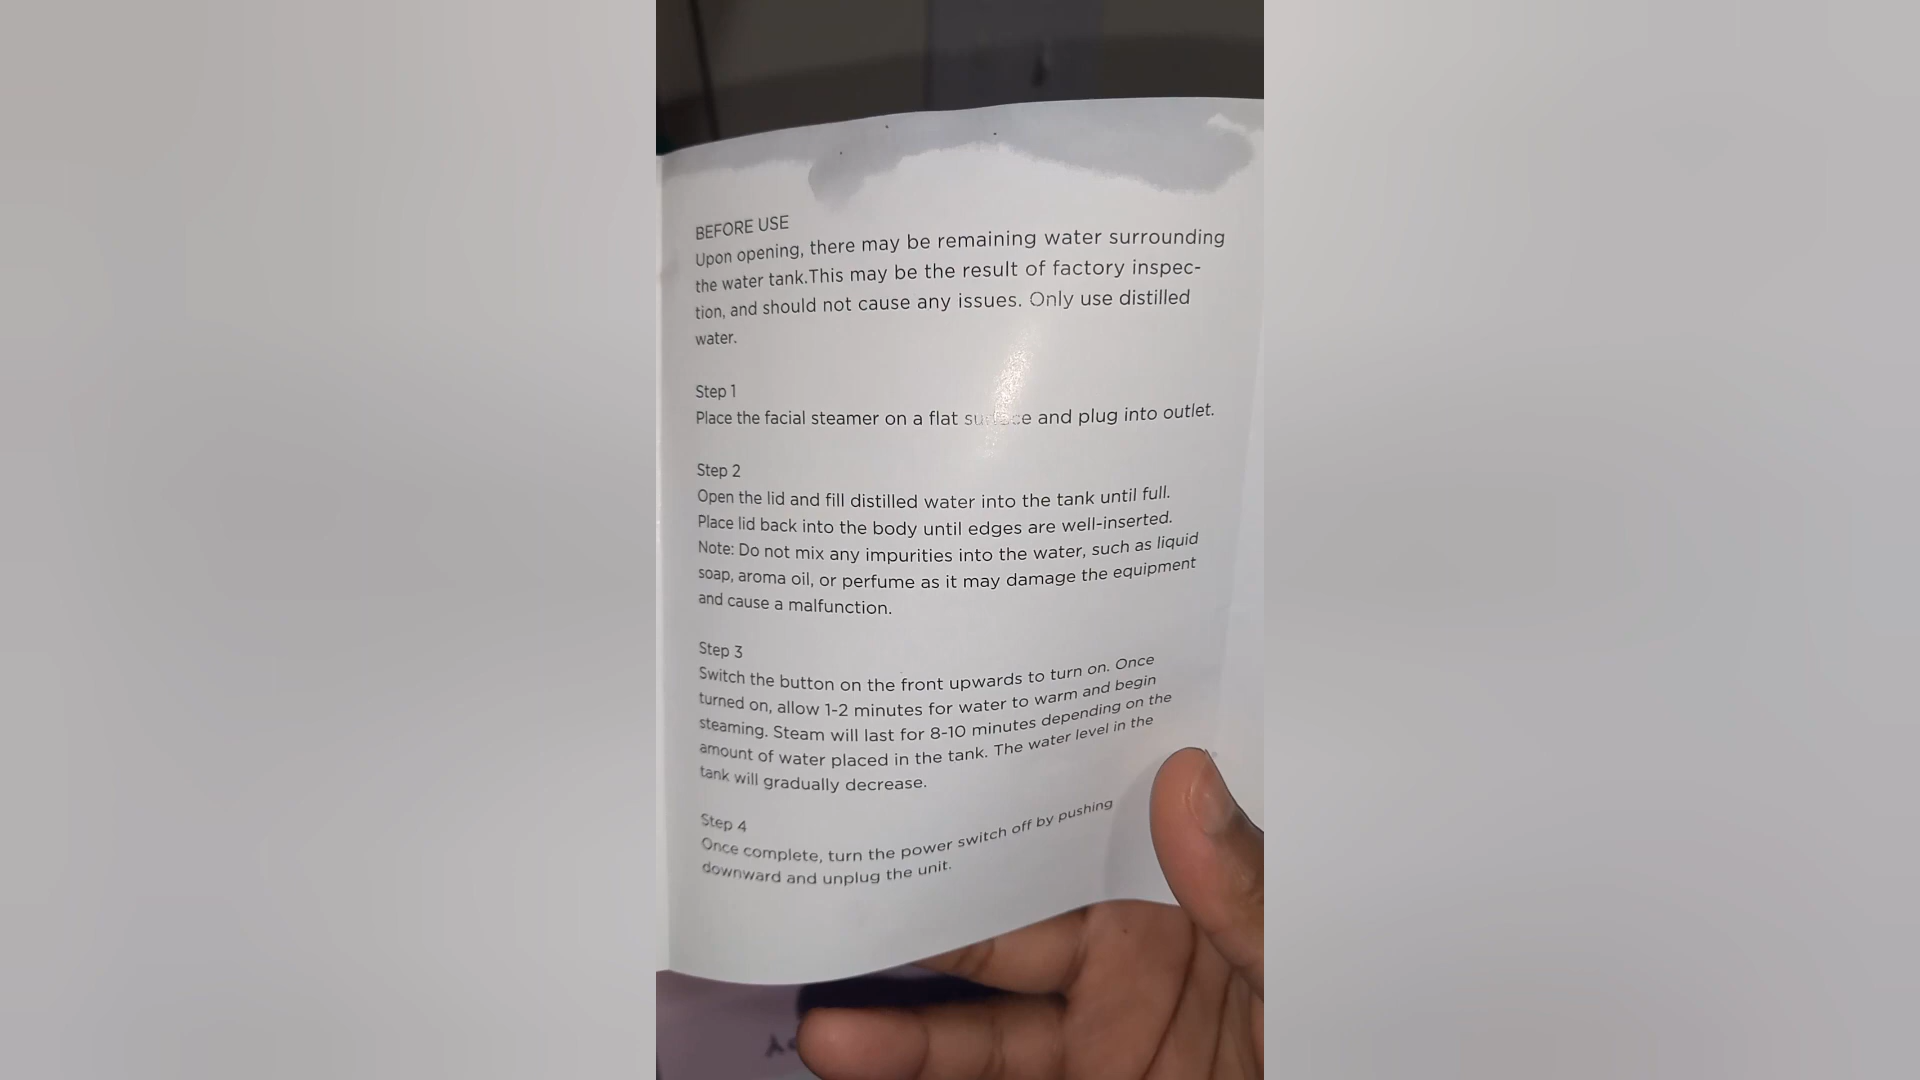 BEFORE USE
Upon opening, there may be remaining water surrounding
the water tank.This may be the result of factory inspec-
tion, and should not cause any issues. Only use distilled
water.
Step 1
Place the facial steamer on a flat surface and plug into outlet.
Step 2
Open the lid and fill distilled water into the tank until full.
Place lid back into the body until edges are well-inserted.
Note: Do not mix any impurities into the water, such as liquid
soap, aroma oil, or perfume as it may damage the equipment
and cause a malfunction.
Step 3
Switch the button on the front upwards to turn on. Once
turned on, allow 1-2 minutes for water to warm and begin
steaming. Steam will last for 8-10 minutes depending on the
amount of water placed in the tank. The water level in the
tank will gradually decrease.
Step 4
Once complete, turn the power switch off by pushing
downward and unplug the unit.